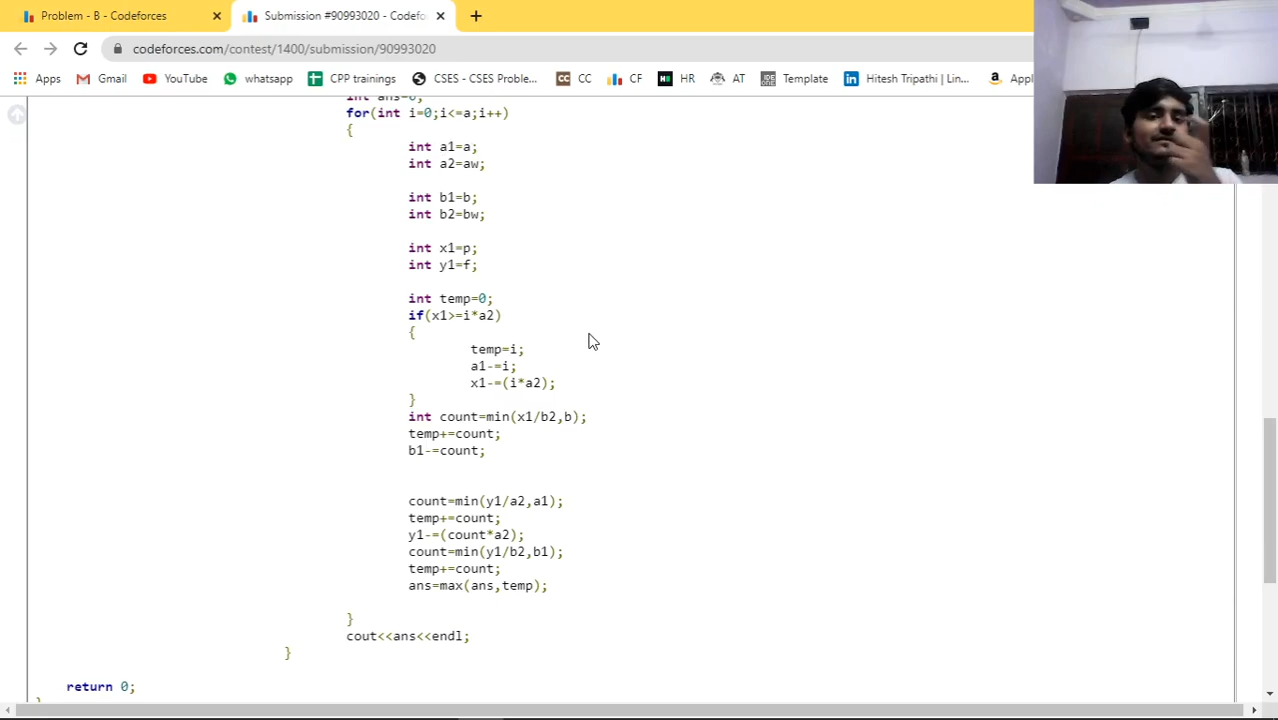 Problem - B - Codeforces
Submission #90993020 - Codefo
codeforces.com/contest/1400/submission/90993020
Apps Gmail YouTube whatsapp CPP trainings CSES - CSES Proble... CC CF HR AT Template Hitesh Tripathi | Lin... Appl
int ans=0;
for(int i=0;i<=a;i++)
{
int a1=a;
int a2=aw;
int b1=b;
int b2=bw;
int x1=p;
int y1=f;
int temp=0;
if(x1>=i*a2)
{
temp=i;
a1-=i;
x1-=(i*a2);
}
int count=min(x1/b2,b);
temp+=count;
b1-=count;
count=min(y1/a2,a1);
temp+=count;
y1-=(count*a2);
count=min(y1/b2,b1);
temp+=count;
ans=max(ans,temp);
}
cout<<ans<<endl;
}
return 0;